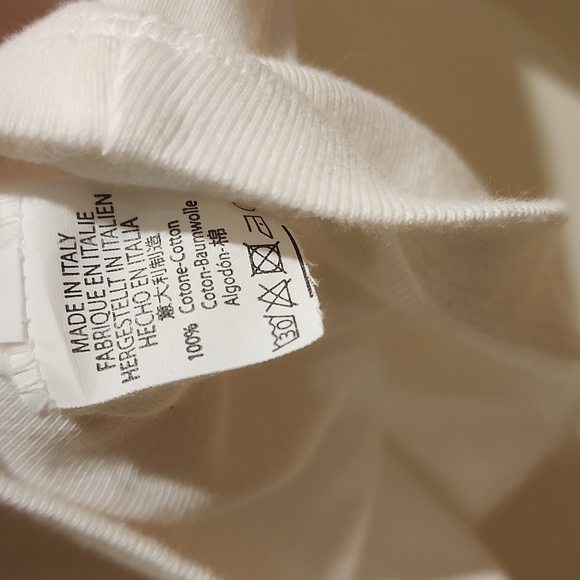 MADE IN ITALY
FABRIQUE EN ITALIE
HERGESTELLT IN ITALIEN
HECHO EN ITALIA
意大利制造
100% Cotone-Cotton
Coton-Baumwolle
Algodón-棉
30